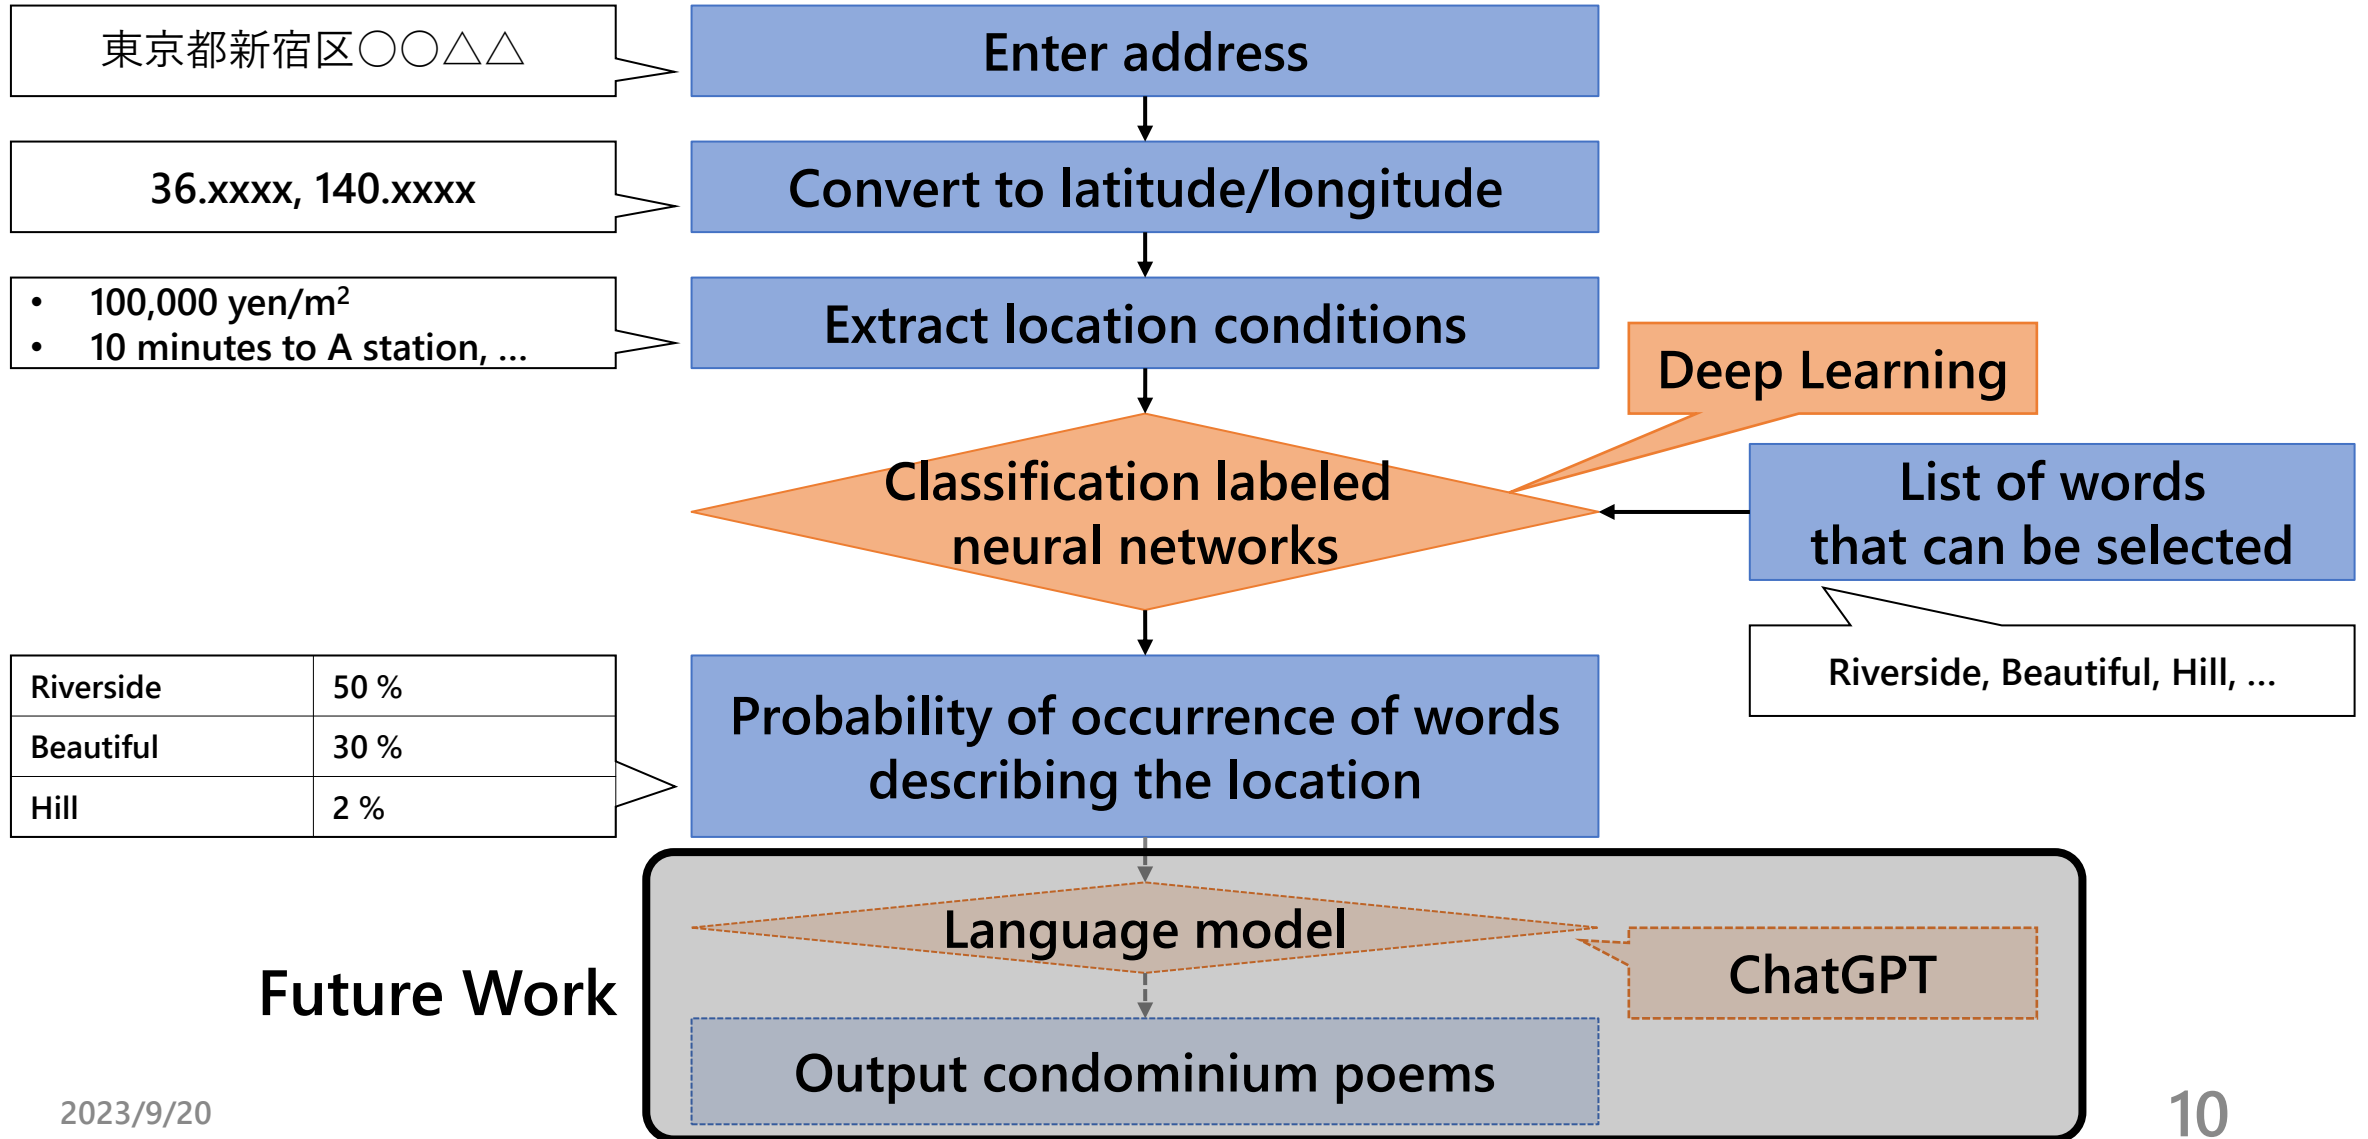 東京都新宿区○○△△
Enter address
36.xxxx, 140.xxxx
Convert to latitude/longitude
• 100,000 yen/m²
• 10 minutes to A station, ...
Extract location conditions
Deep Learning
Classification labeled
neural networks
List of words
that can be selected
Riverside, Beautiful, Hill, ...
Riverside 50 %
Beautiful 30 %
Hill 2 %
Probability of occurrence of words
describing the location
Future Work
Language model
ChatGPT
Output condominium poems
2023/9/20
10